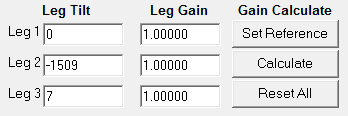 Leg Tilt Leg Gain Gain Calculate
Leg 1 0 1.00000 Set Reference
Leg 2 -1509 1.00000 Calculate
Leg 3 7 1.00000 Reset All